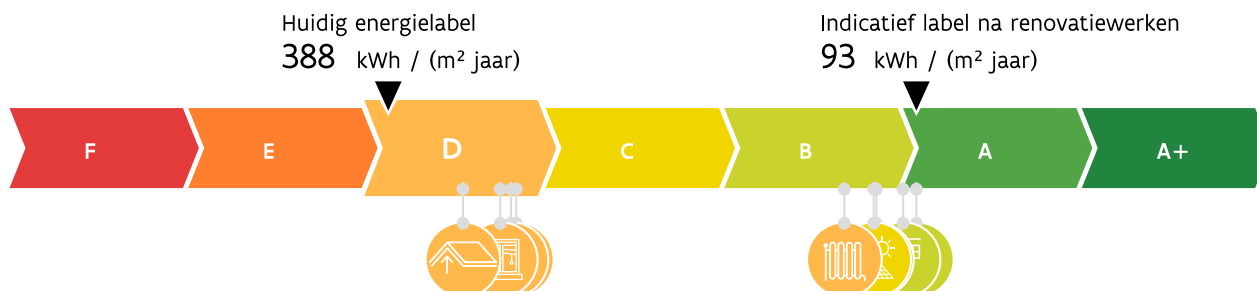 Huidig energielabel
388 kWh / (m² jaar)
Indicatief label na renovatiewerken
93 kWh / (m² jaar)
F E D C B A A+